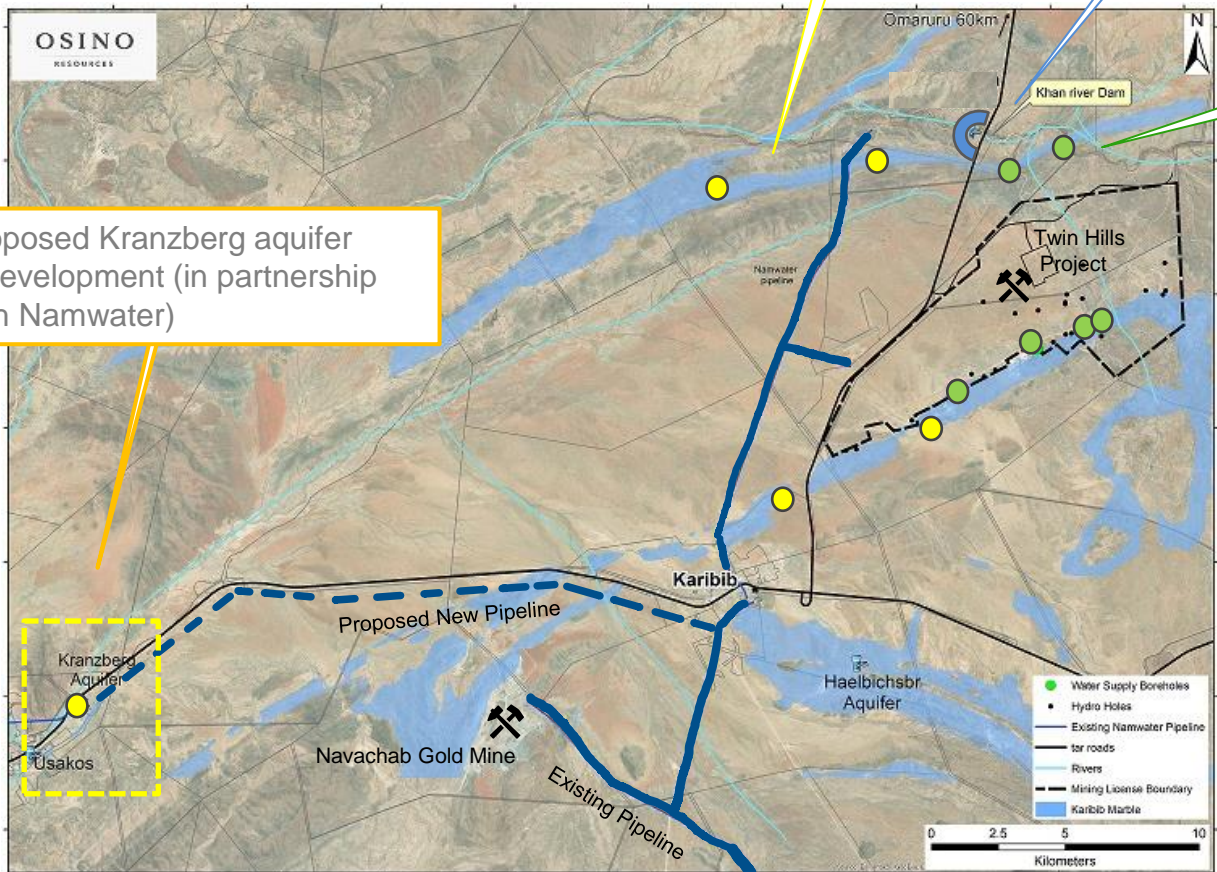 OSINO
RESOURCES
Omaruru 60km
N
Khan river Dam
oposed Kranzberg aquifer
evelopment (in partnership
h Namwater)
Twin Hills
Project
Namwater
pipeline
Karibib
Proposed New Pipeline
Kranzberg
Aquifer
Usakos
Navachab Gold Mine
Existing Pipeline
Haelbichsbr
Aquifer
Water Supply Boreholes
Hydro Holes
Existing Namwater Pipeline
tar roads
Rivers
Mining License Boundary
Karibib Marble
0 2.5 5 10
Kilometers